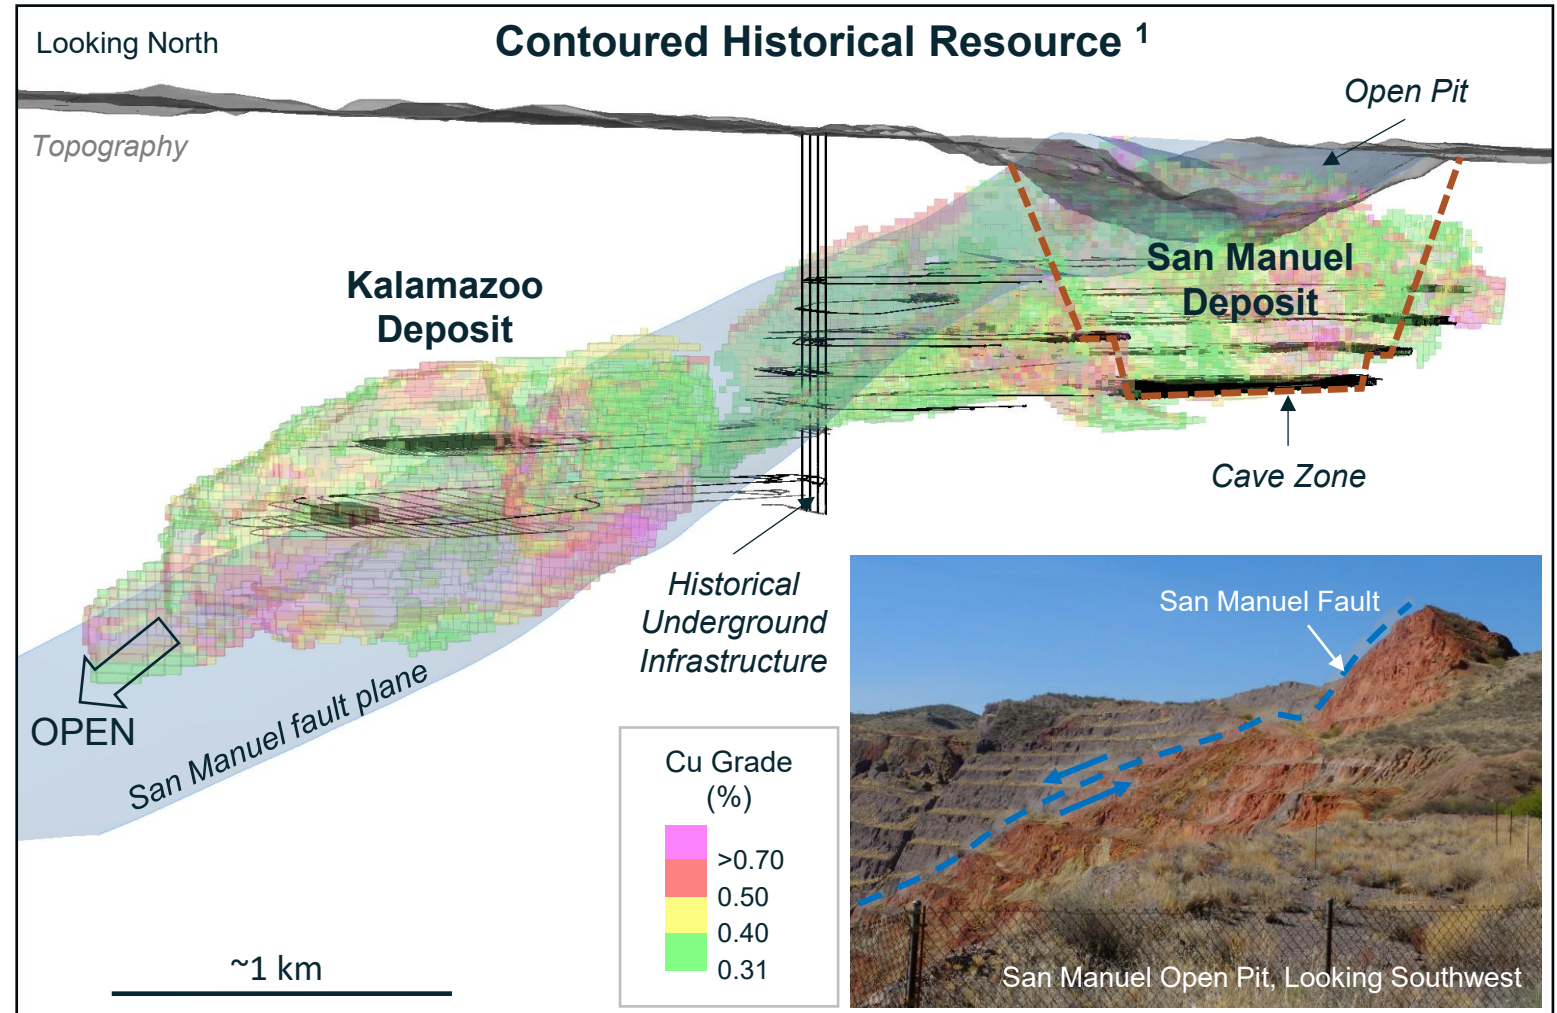 Looking North
Contoured Historical Resource 1
Open Pit
Topography
Kalamazoo
Deposit
San Manuel
Deposit
Cave Zone
Historical
Underground
Infrastructure
OPEN
San Manuel fault plane
~1 km
Cu Grade
(%)
>0.70
0.50
0.40
0.31
San Manuel Fault
San Manuel Open Pit, Looking Southwest